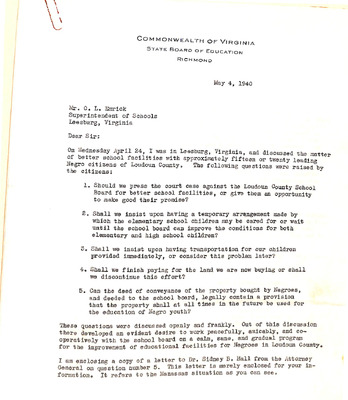 COMMONWEALTH OF VIRGINIA
STATE BOARD OF EDUCATION
RICHMOND
May 4, 1940
Mr. O. L. Emrick
Superintendent of Schools
Leesburg, Virginia
Dear Sir:
On Wednesday April 24, I was in Leesburg, Virginia, and discussed the matter
of better school facilities with approximately fifteen or twenty leading
Negro citizens of Loudoun County. The following questions were raised by
the citizens:
1. Should we press the court case against the Loudoun County School
Board for better school facilities, or give them an opportunity
to make good their promise?
2. Shall we insist upon having a temporary arrangement made by
which the elementary school children may be cared for or wait
until the school board can improve the conditions for both
elementary and high school children?
3. Shall we insist upon having transportation for our children
provided immediately, or consider this problem later?
4. Shall we finish paying for the land we are now buying or shall
we discontinue this effort?
5. Can the deed of conveyance of the property bought by Negroes,
and deeded to the school board, legally contain a provision
that the property shall at all times in the future be used for
the education of Negro youth?
These questions were discussed openly and frankly. Out of this discussion
there developed an evident desire to work peacefully, amicably, and co-
operatively with the school board on a calm, sane, and gradual program
for the improvement of educational facilities for Negroes in Loudoun County.
I am enclosing a copy of a letter to Dr. Sidney B. Hall from the Attorney
General on question number 5. This letter is merely enclosed for your in-
formation. It refers to the Manassas situation as you can see.